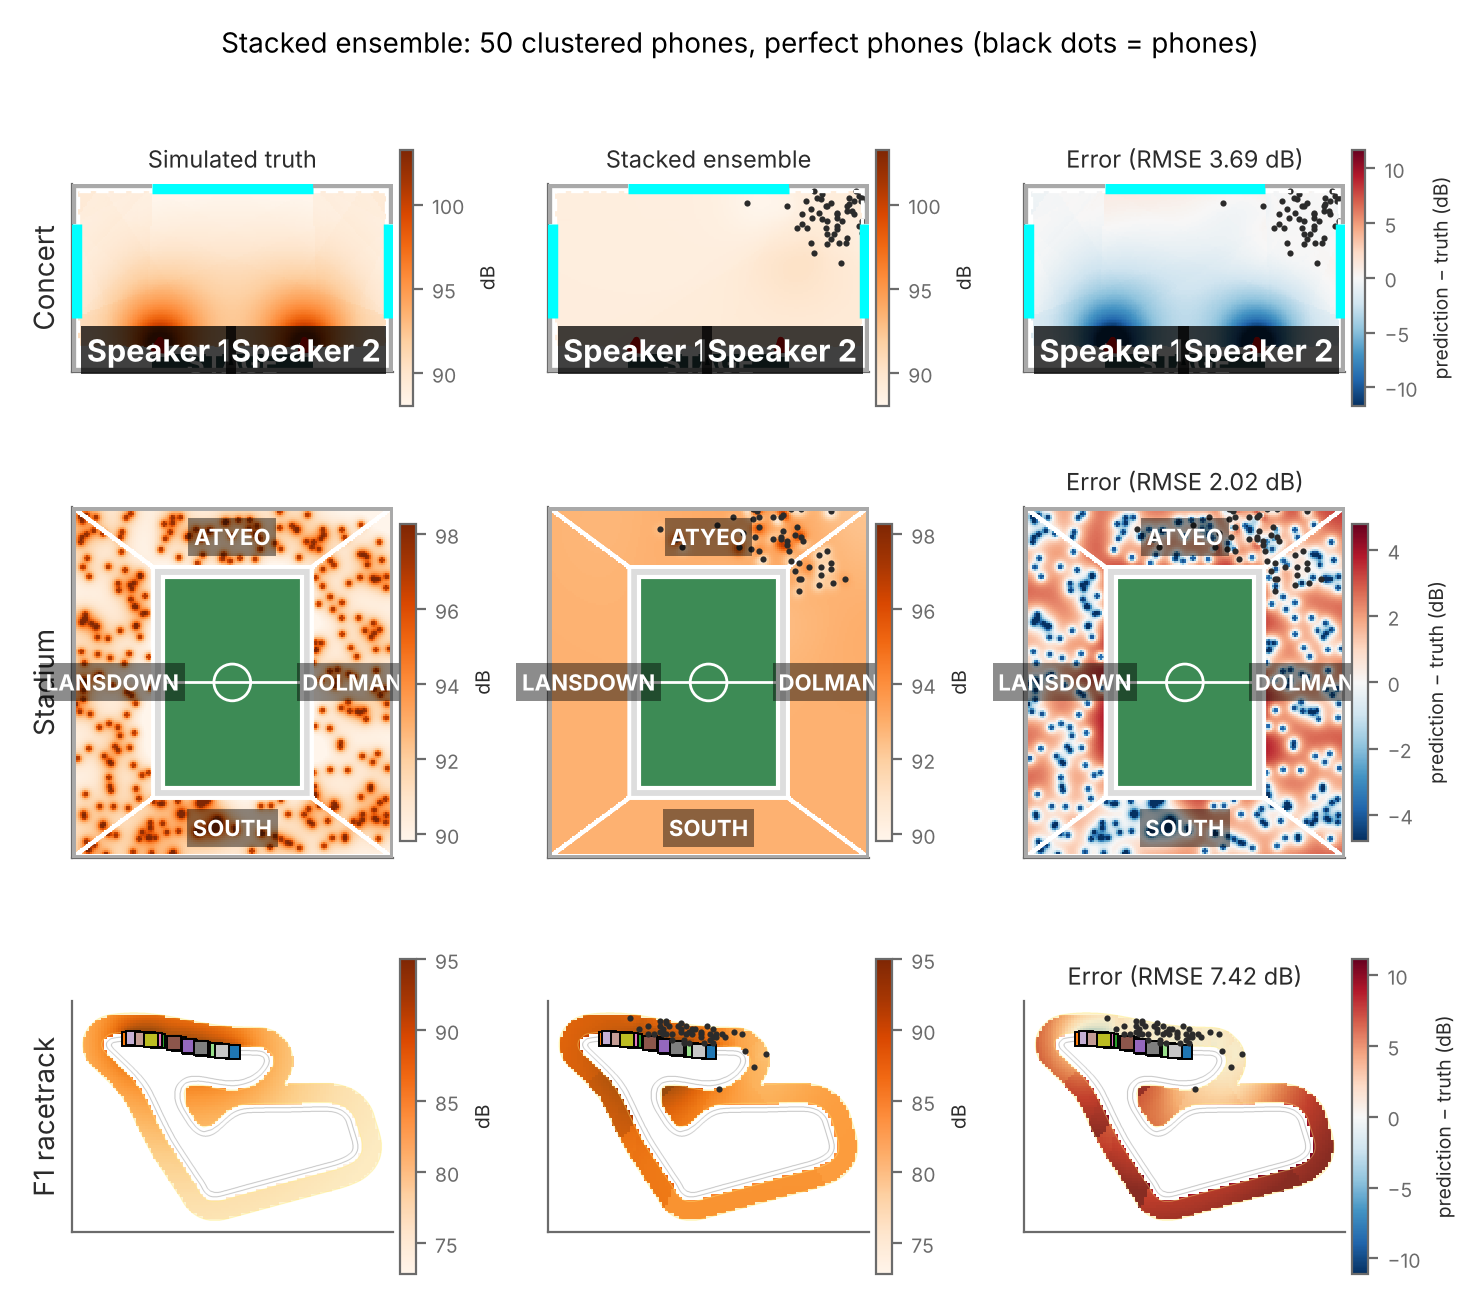 Stacked ensemble: 50 clustered phones, perfect phones (black dots = phones)
Simulated truth
Stacked ensemble
Error (RMSE 3.69 dB)
Concert
Speaker 1
Speaker 2
100
95
90
dB
Speaker 1
Speaker 2
100
95
90
dB
Speaker 1
Speaker 2
10
5
0
−5
−10
prediction − truth (dB)
Error (RMSE 2.02 dB)
Stadium
ATYEO
LANSDOWN
DOLMAN
SOUTH
98
96
94
92
90
dB
ATYEO
LANSDOWN
DOLMAN
SOUTH
98
96
94
92
90
dB
ATYEO
LANSDOWN
DOLMAN
SOUTH
4
2
0
−2
−4
prediction − truth (dB)
Error (RMSE 7.42 dB)
F1 racetrack
95
90
85
80
75
dB
95
90
85
80
75
dB
10
5
0
−5
−10
prediction − truth (dB)